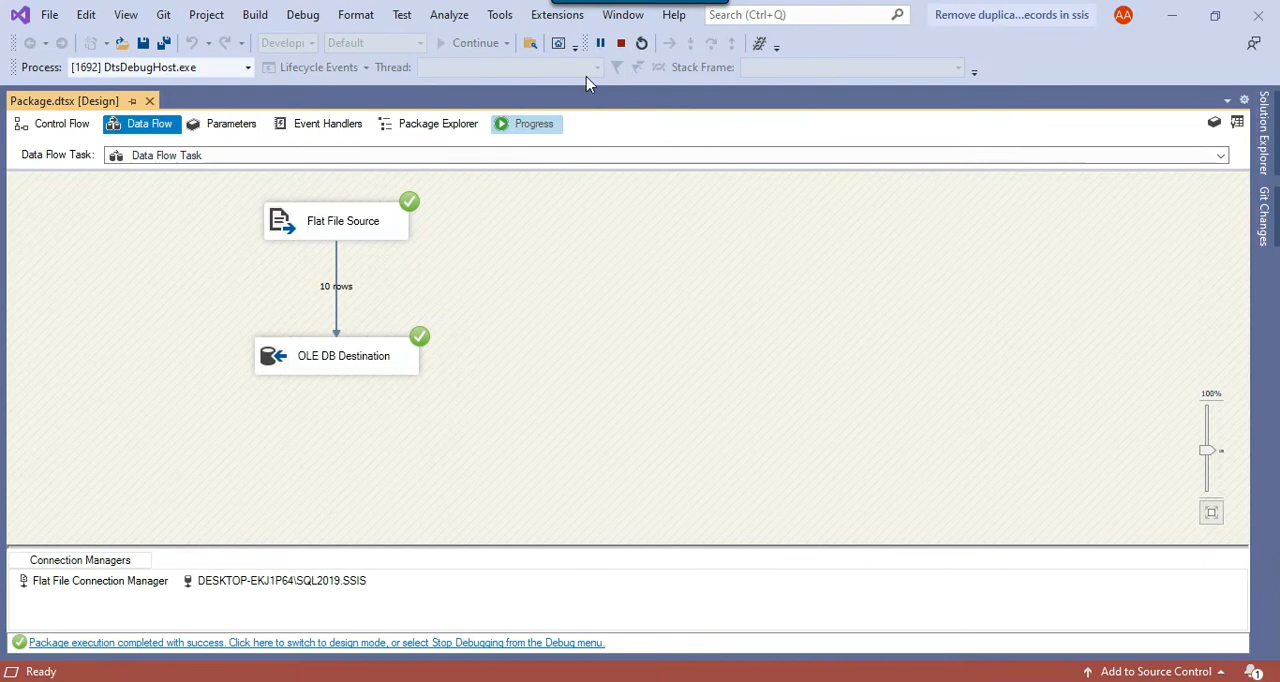 File Edit View Git Project Build Debug Format Test Analyze Tools Extensions Window Help Search (Ctrl+Q) Remove duplica...ecords in ssis AA
Developi Default Continue
Process: [1692] DtsDebugHost.exe Lifecycle Events Thread: Stack Frame:
Package.dtsx [Design]
Control Flow Data Flow Parameters Event Handlers Package Explorer Progress
Data Flow Task: Data Flow Task
Flat File Source
10 rows
OLE DB Destination
100%
Connection Managers
Flat File Connection Manager DESKTOP-EKJ1P64\SQL2019.SSIS
Package execution completed with success. Click here to switch to design mode, or select Stop Debugging from the Debug menu.
Ready Add to Source Control 1
Solution Explorer
Git Changes